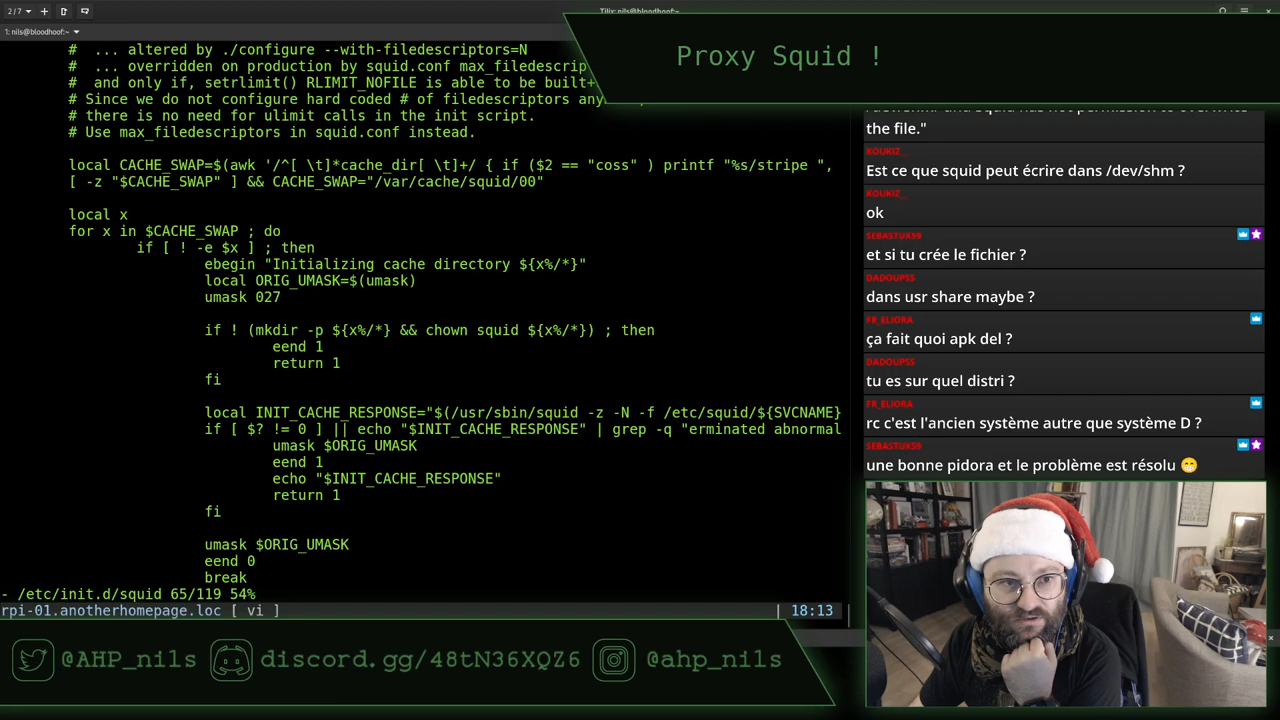 2/7
Tilix: nils@bloodhoof:~
1: nils@bloodhoof:~
Proxy Squid !
# ... altered by ./configure --with-filedescriptors=N
# ... overridden on production by squid.conf max_filedescrip
# and only if, setrlimit() RLIMIT_NOFILE is able to be built+
# Since we do not configure hard coded # of filedescriptors any
# there is no need for ulimit calls in the init script.
# Use max_filedescriptors in squid.conf instead.
local CACHE_SWAP=$(awk '/^[ \t]*cache_dir[ \t]+/ { if ($2 == "coss" ) printf "%s/stripe ",
[ -z "$CACHE_SWAP" ] && CACHE_SWAP="/var/cache/squid/00"
local x
for x in $CACHE_SWAP ; do
if [ ! -e $x ] ; then
ebegin "Initializing cache directory ${x%/*}"
local ORIG_UMASK=$(umask)
umask 027
if ! (mkdir -p ${x%/*} && chown squid ${x%/*}) ; then
eend 1
return 1
fi
local INIT_CACHE_RESPONSE="$(/usr/sbin/squid -z -N -f /etc/squid/${SVCNAME}
if [ $? != 0 ] || echo "$INIT_CACHE_RESPONSE" | grep -q "erminated abnormal
umask $ORIG_UMASK
eend 1
echo "$INIT_CACHE_RESPONSE"
return 1
fi
umask $ORIG_UMASK
eend 0
break
- /etc/init.d/squid 65/119 54%
rpi-01.anotherhomepage.loc [ vi ] | 18:13 |
the file."
KOUKIZ_
Est ce que squid peut écrire dans /dev/shm ?
KOUKIZ_
ok
SEBASTUX59
et si tu crée le fichier ?
DADOUPSS
dans usr share maybe ?
FR_ELIORA
ça fait quoi apk del ?
DADOUPSS
tu es sur quel distri ?
FR_ELIORA
rc c'est l'ancien système autre que système D ?
SEBASTUX59
une bonne pidora et le problème est résolu 😁
@AHP_nils
discord.gg/48tN36XQZ6
@ahp_nils